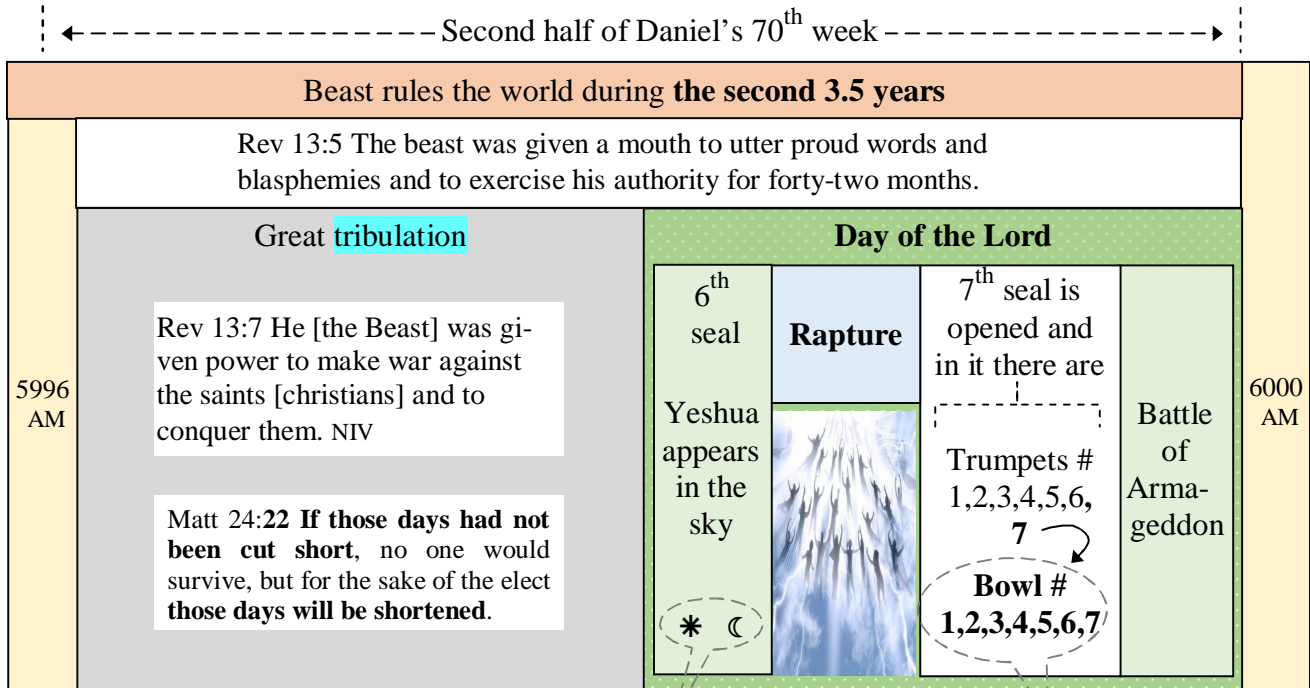 Second half of Daniel’s 70th week
Beast rules the world during the second 3.5 years
Rev 13:5 The beast was given a mouth to utter proud words and
blasphemies and to exercise his authority for forty-two months.
5996
AM
Great tribulation
Rev 13:7 He [the Beast] was gi-
ven power to make war against
the saints [christians] and to
conquer them. NIV
Matt 24:22 If those days had not
been cut short, no one would
survive, but for the sake of the elect
those days will be shortened.
Day of the Lord
6th
seal
Yeshua
appears
in the
sky
Rapture
7th seal is
opened and
in it there are
Trumpets #
1,2,3,4,5,6,
7
Bowl #
1,2,3,4,5,6,7
Battle
of
Arma-
geddon
6000
AM